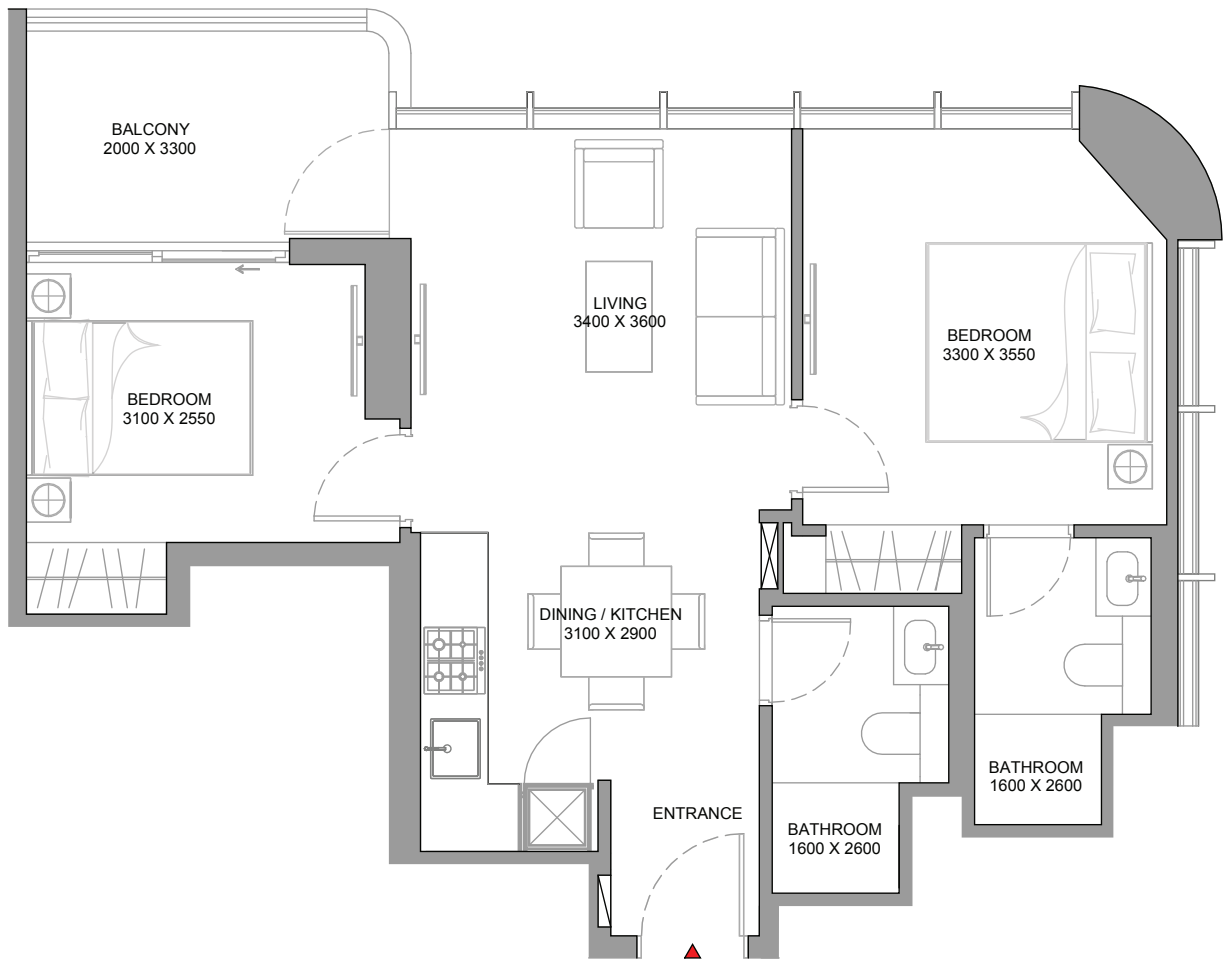 BALCONY
2000 X 3300
LIVING
3400 X 3600
BEDROOM
3300 X 3550
BEDROOM
3100 X 2550
DINING / KITCHEN
3100 X 2900
BATHROOM
1600 X 2600
ENTRANCE
BATHROOM
1600 X 2600